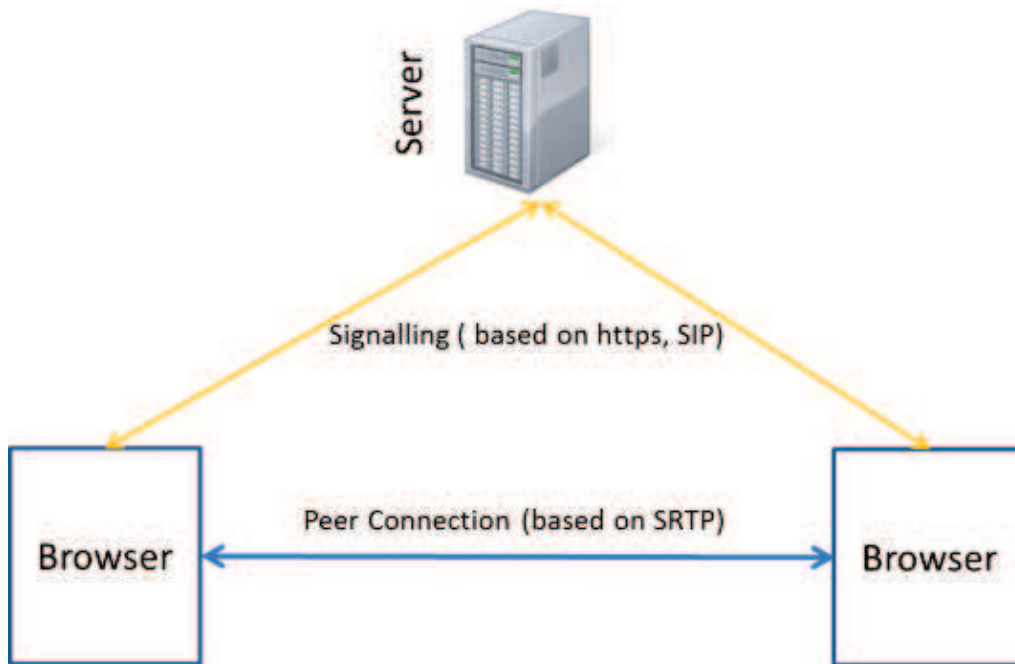 Server
Signalling ( based on https, SIP)
Peer Connection (based on SRTP)
Browser
Browser